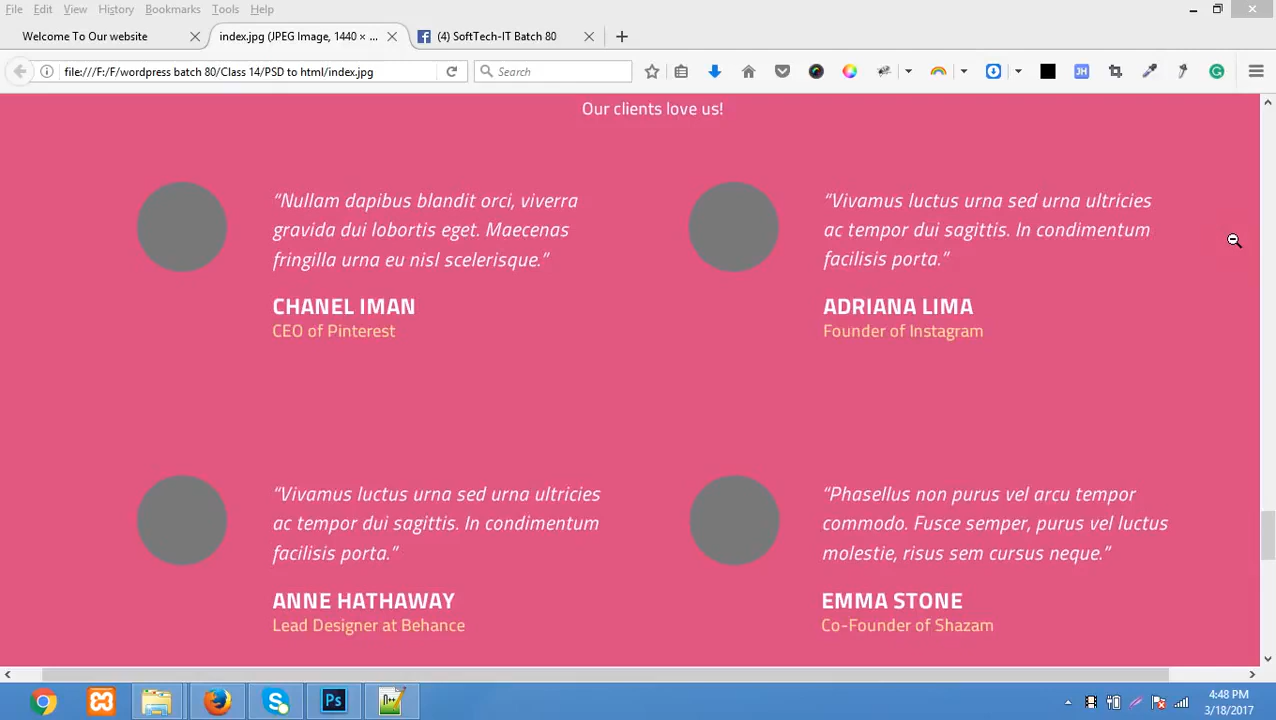 File Edit View History Bookmarks Tools Help
Welcome To Our website
index.jpg (JPEG Image, 1440 × ...
(4) SoftTech-IT Batch 80
file:///F:/F/wordpress batch 80/Class 14/PSD to html/index.jpg
Search
JH
Our clients love us!
“Nullam dapibus blandit orci, viverra
gravida dui lobortis eget. Maecenas
fringilla urna eu nisl scelerisque.”
CHANEL IMAN
CEO of Pinterest
“Vivamus luctus urna sed urna ultricies
ac tempor dui sagittis. In condimentum
facilisis porta.”
ADRIANA LIMA
Founder of Instagram
“Vivamus luctus urna sed urna ultricies
ac tempor dui sagittis. In condimentum
facilisis porta.”
ANNE HATHAWAY
Lead Designer at Behance
“Phasellus non purus vel arcu tempor
commodo. Fusce semper, purus vel luctus
molestie, risus sem cursus neque.”
EMMA STONE
Co-Founder of Shazam
Ps
4:48 PM
3/18/2017